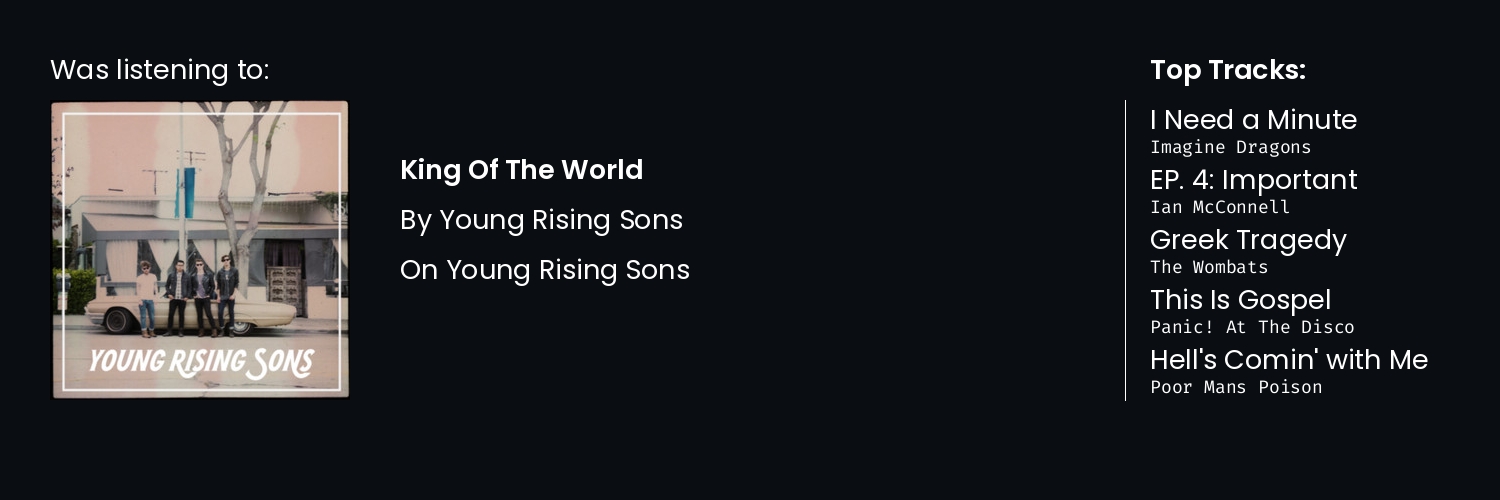 Was listening to:
YOUNG RISING SONS
King Of The World
By Young Rising Sons
On Young Rising Sons
Top Tracks:
I Need a Minute
Imagine Dragons
EP. 4: Important
Ian McConnell
Greek Tragedy
The Wombats
This Is Gospel
Panic! At The Disco
Hell's Comin' with Me
Poor Mans Poison